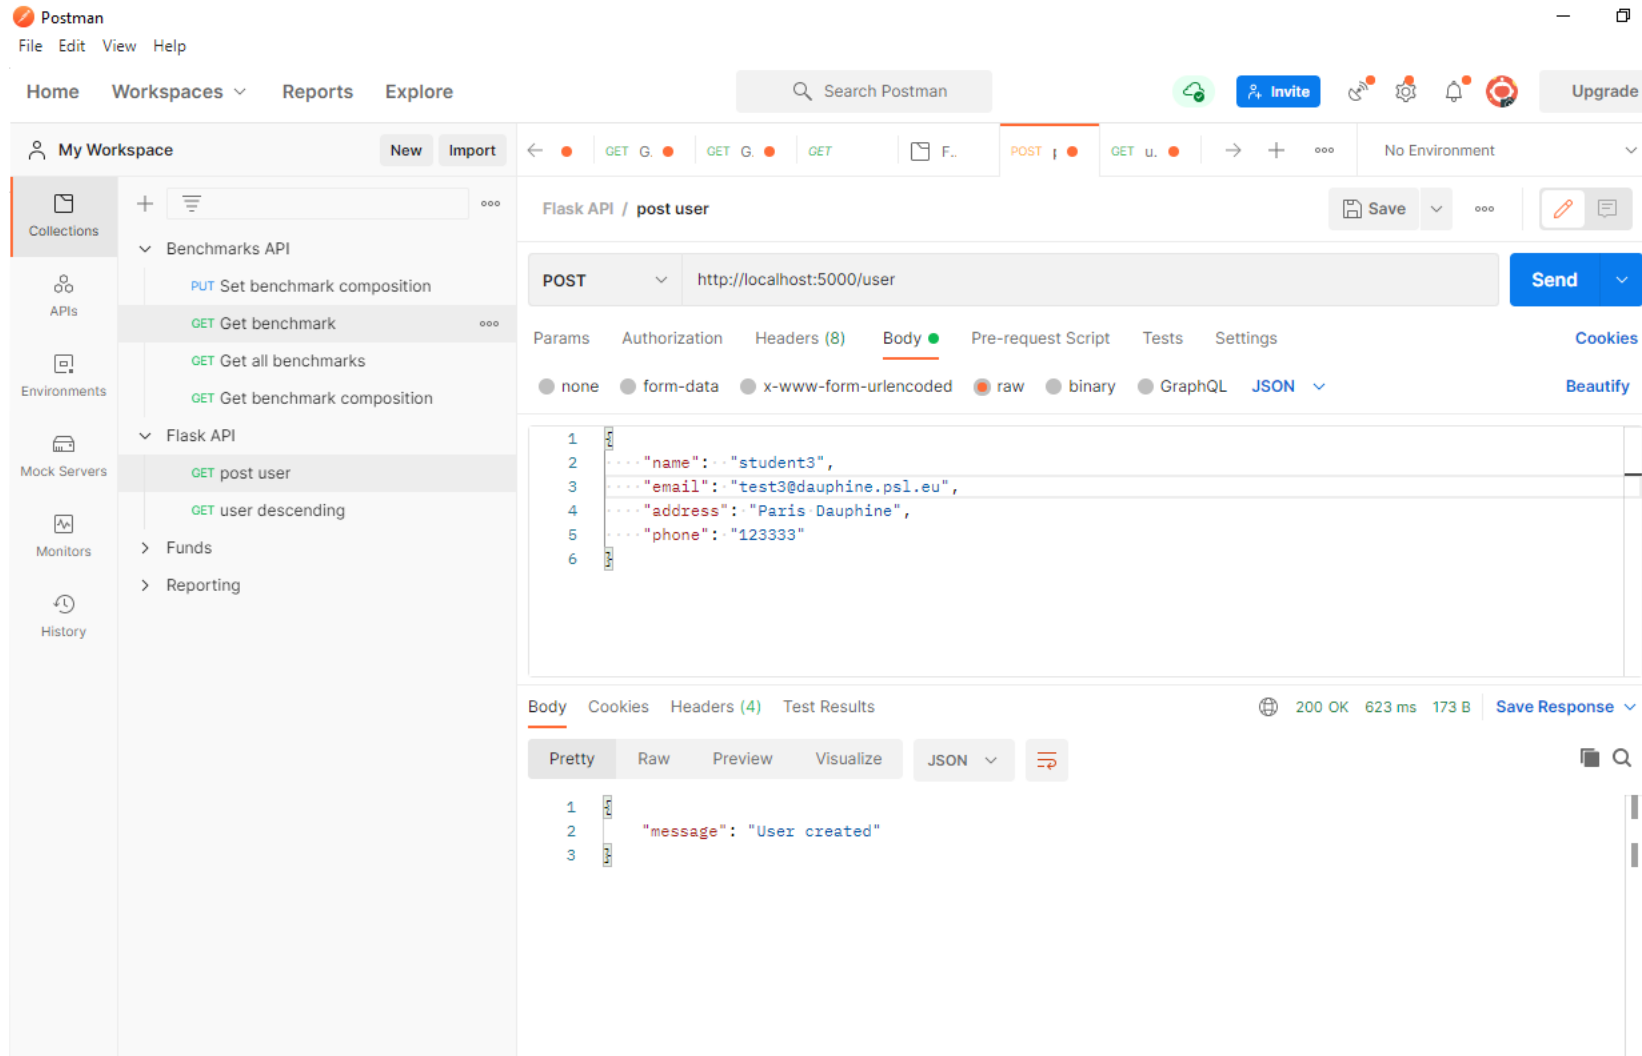 Postman
File Edit View Help
Home Workspaces Reports Explore Search Postman Invite Upgrade
My Workspace New Import GET G. GET G. GET F.. POST GET u. No Environment
Collections
APIs
Environments
Mock Servers
Monitors
History
Benchmarks API
PUT Set benchmark composition
GET Get benchmark
GET Get all benchmarks
GET Get benchmark composition
Flask API
GET post user
GET user descending
Funds
Reporting
Flask API / post user Save
POST http://localhost:5000/user Send
Params Authorization Headers (8) Body Pre-request Script Tests Settings Cookies
none form-data x-www-form-urlencoded raw binary GraphQL JSON Beautify
1 {
2 "name": "student3",
3 "email": "test3@dauphine.psl.eu",
4 "address": "Paris Dauphine",
5 "phone": "123333"
6 }
Body Cookies Headers (4) Test Results 200 OK 623 ms 173 B Save Response
Pretty Raw Preview Visualize JSON
1 {
2 "message": "User created"
3 }